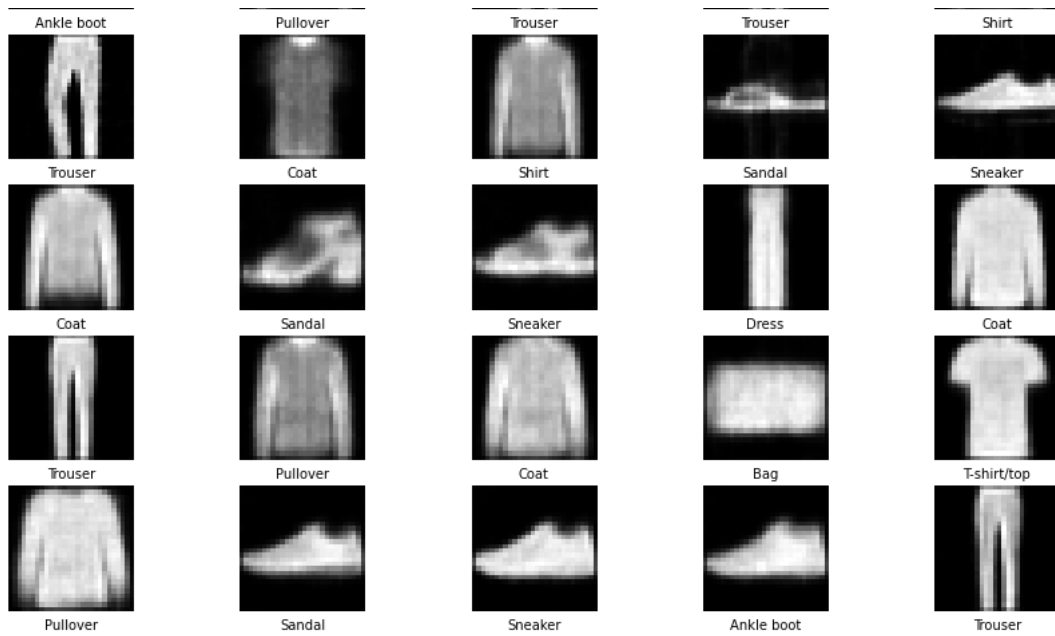 Ankle boot Pullover Trouser Trouser Shirt
Trouser Coat Shirt Sandal Sneaker
Coat Sandal Sneaker Dress Coat
Trouser Pullover Coat Bag T-shirt/top
Pullover Sandal Sneaker Ankle boot Trouser